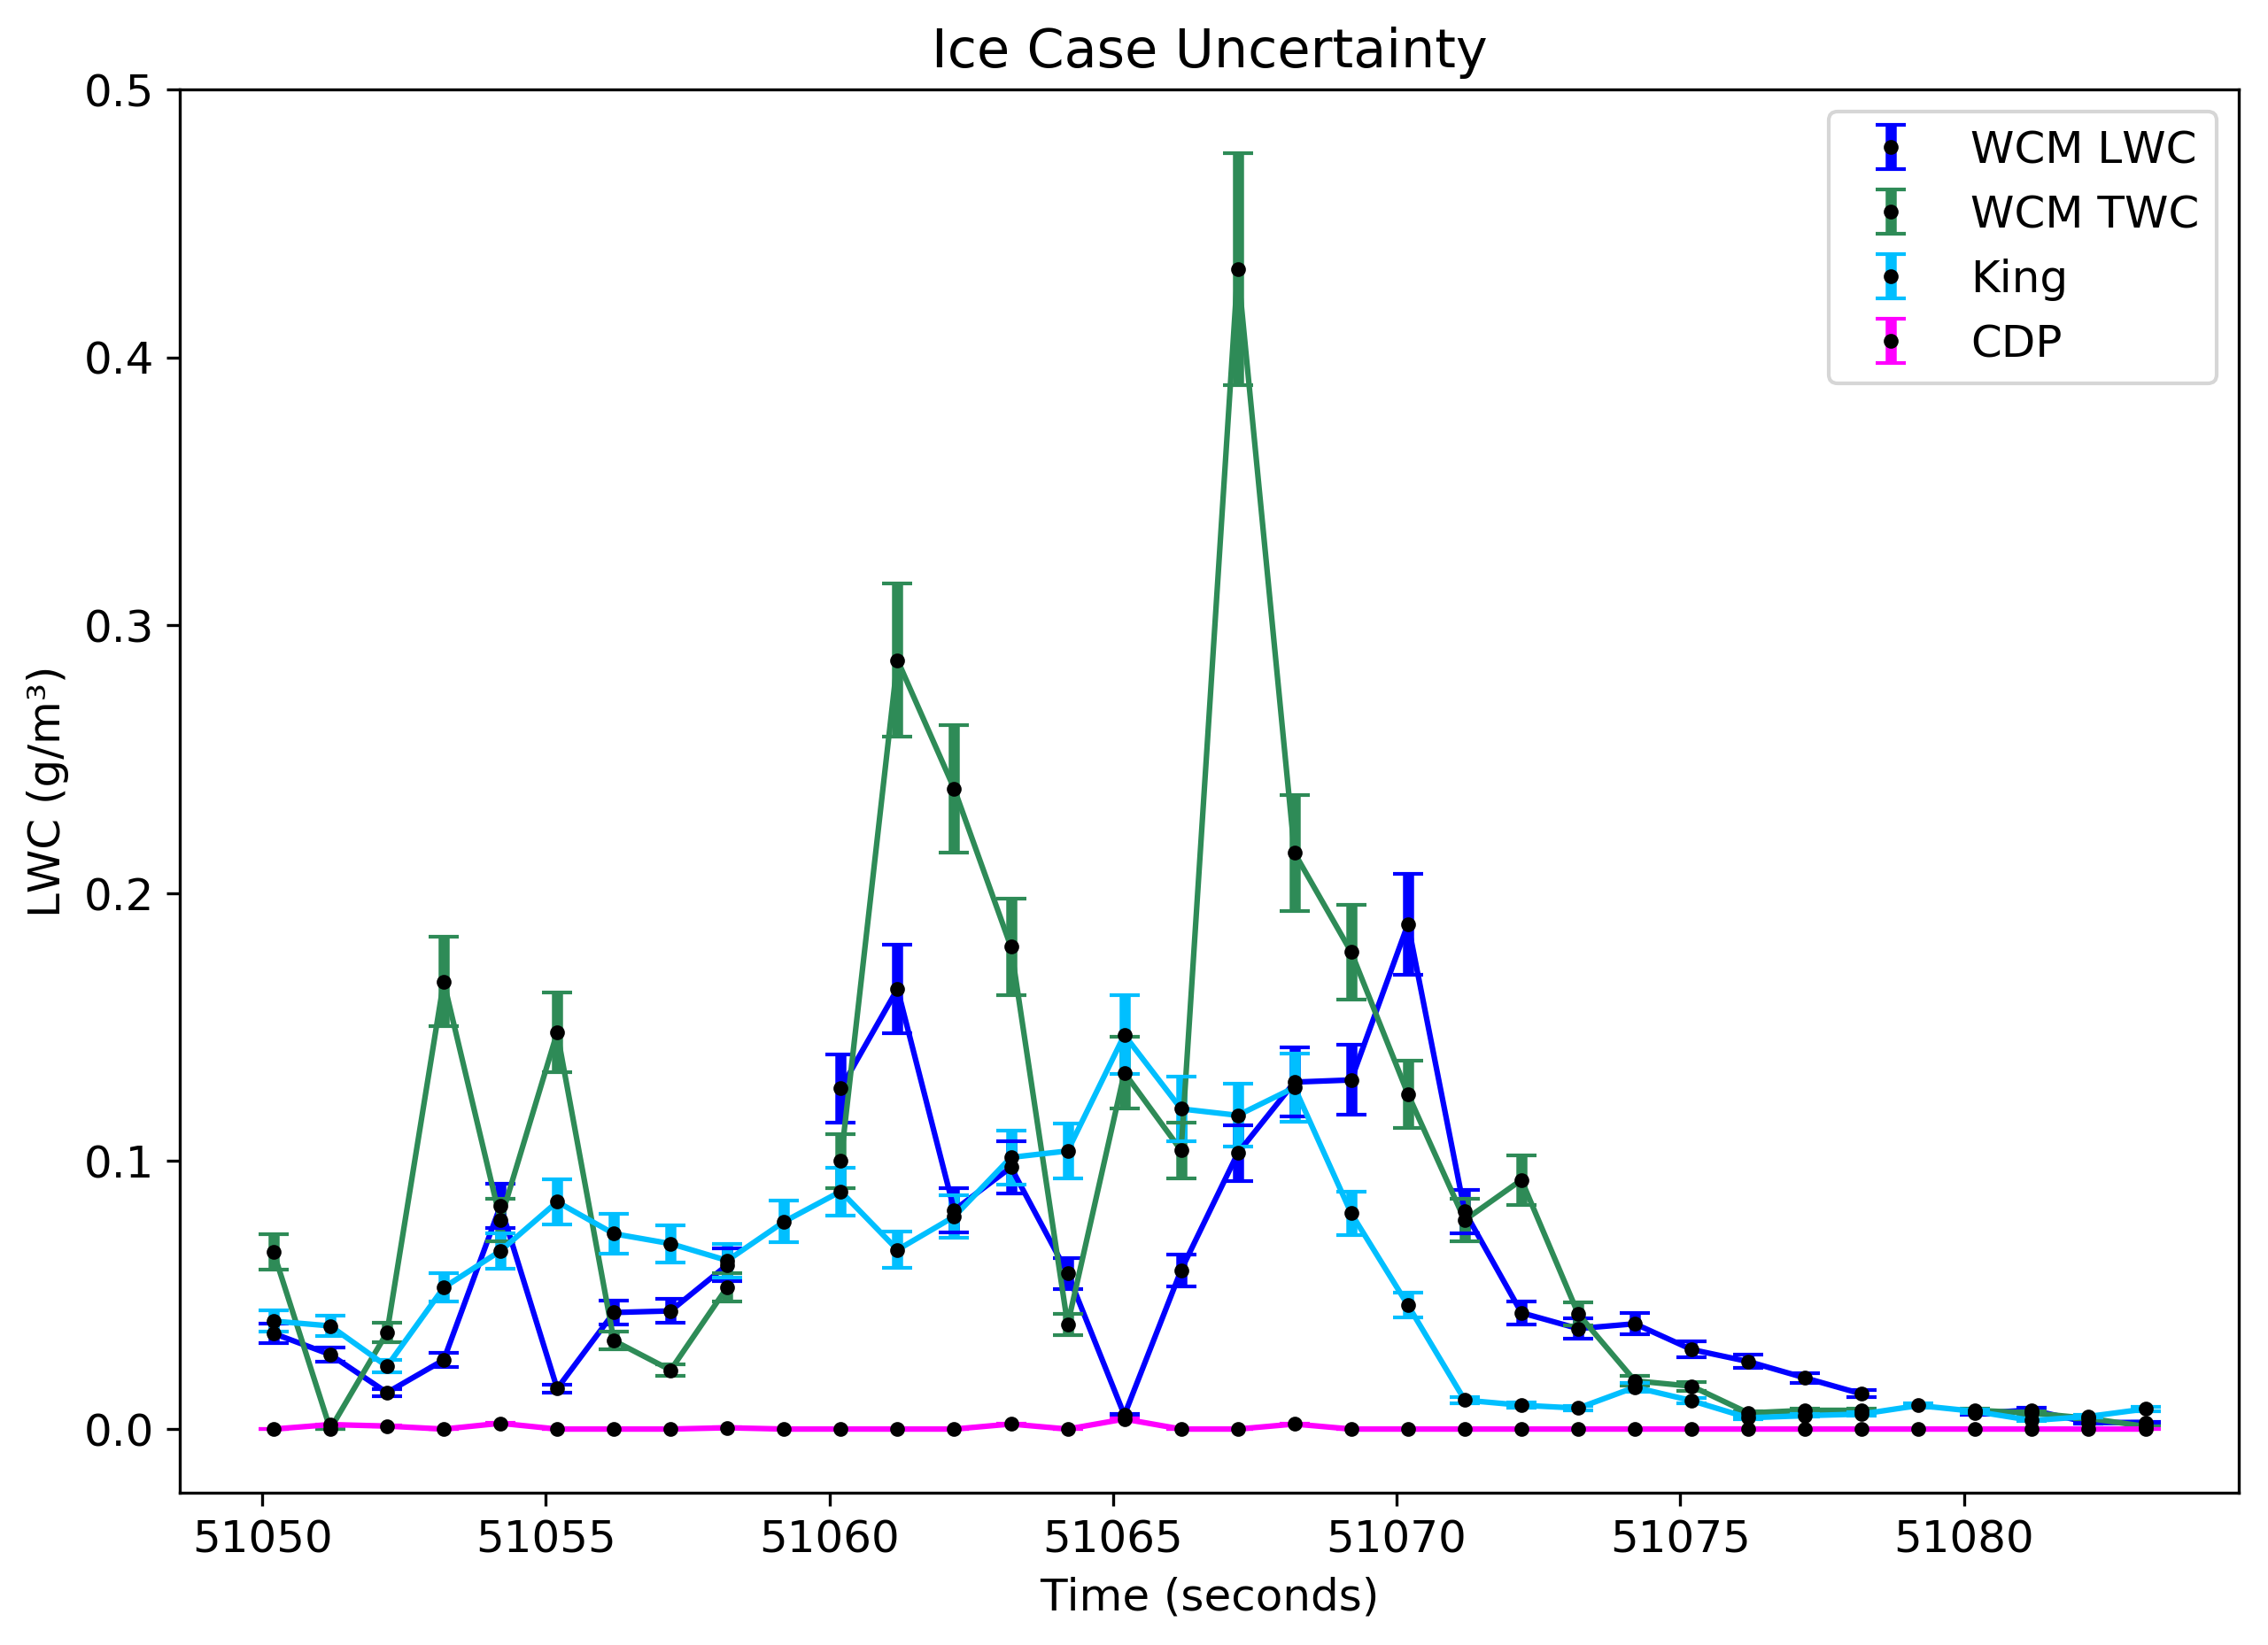 Ice Case Uncertainty
WCM LWC
WCM TWC
King
CDP
LWC (g/m³)
0.5
0.4
0.3
0.2
0.1
0.0
51050 51055 51060 51065 51070 51075 51080
Time (seconds)